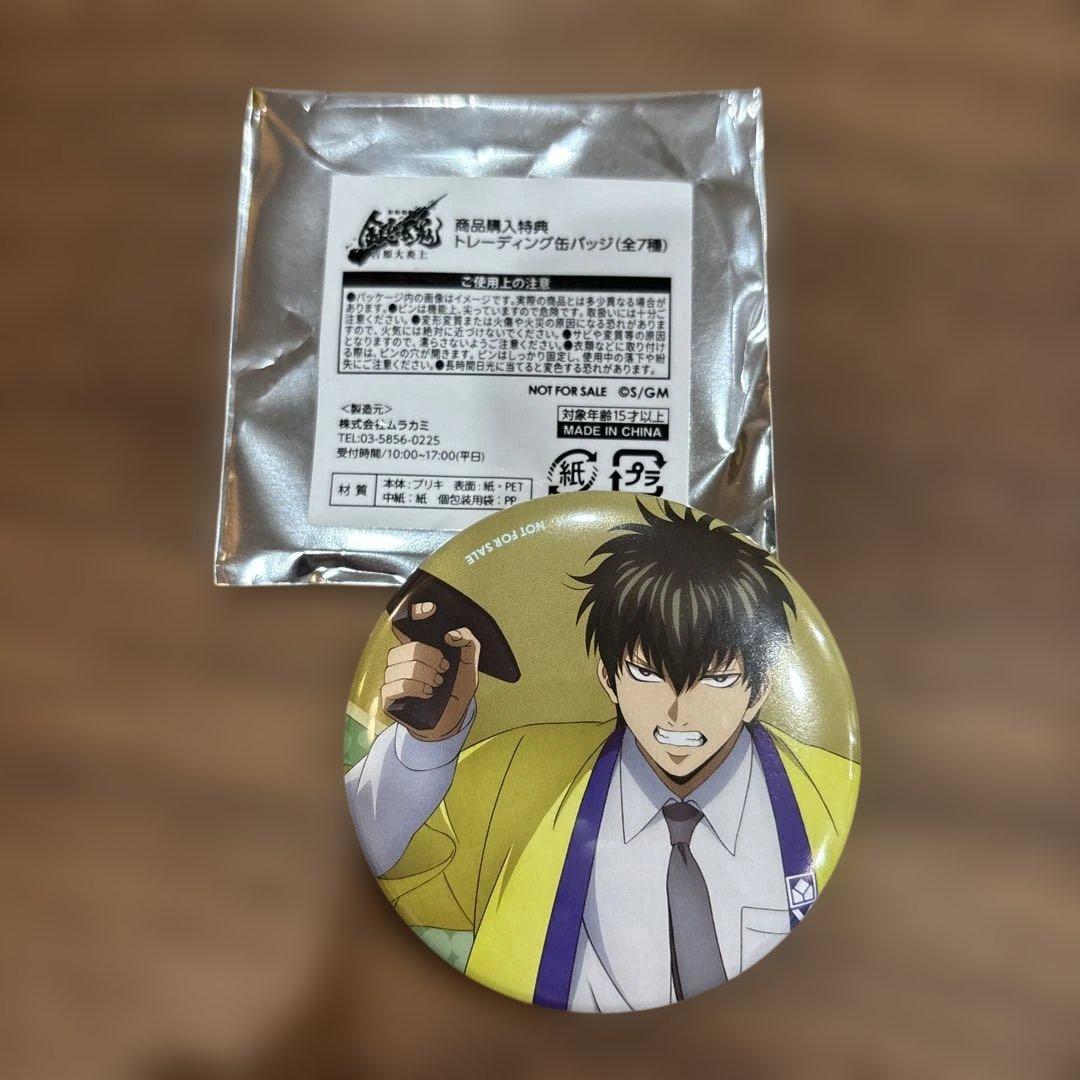 銀魂
吉原大炎上
商品購入特典
トレーディング缶バッジ(全7種)
ご使用上の注意
●パッケージ内の画像はイメージです。実際の商品とは多少異なる場合が
あります。●ピンは機能上、尖っていますので危険です。取扱いには十分ご
注意ください。●変形変質または火傷や火災の原因になる恐れがありま
すので、火気には絶対に近づけないでください。●サビや変質等の原因
となりますので、濡らさないようご注意ください。●衣類などに取り付け
る際は、ピンの穴が開きます。ピンはしっかり固定し、使用中の落下や紛
失にご注意ください。●長時間日光に当てると変色する恐れがあります。
NOT FOR SALE ©S/GM
<製造元>
株式会社ムラカミ
TEL:03-5856-0225
受付時間/10:00~17:00(平日)
対象年齢15才以上
MADE IN CHINA
紙
プラ
材質
本体:ブリキ 表面:紙・PET
中紙:紙 個包装用袋:PP
NOT FOR SALE